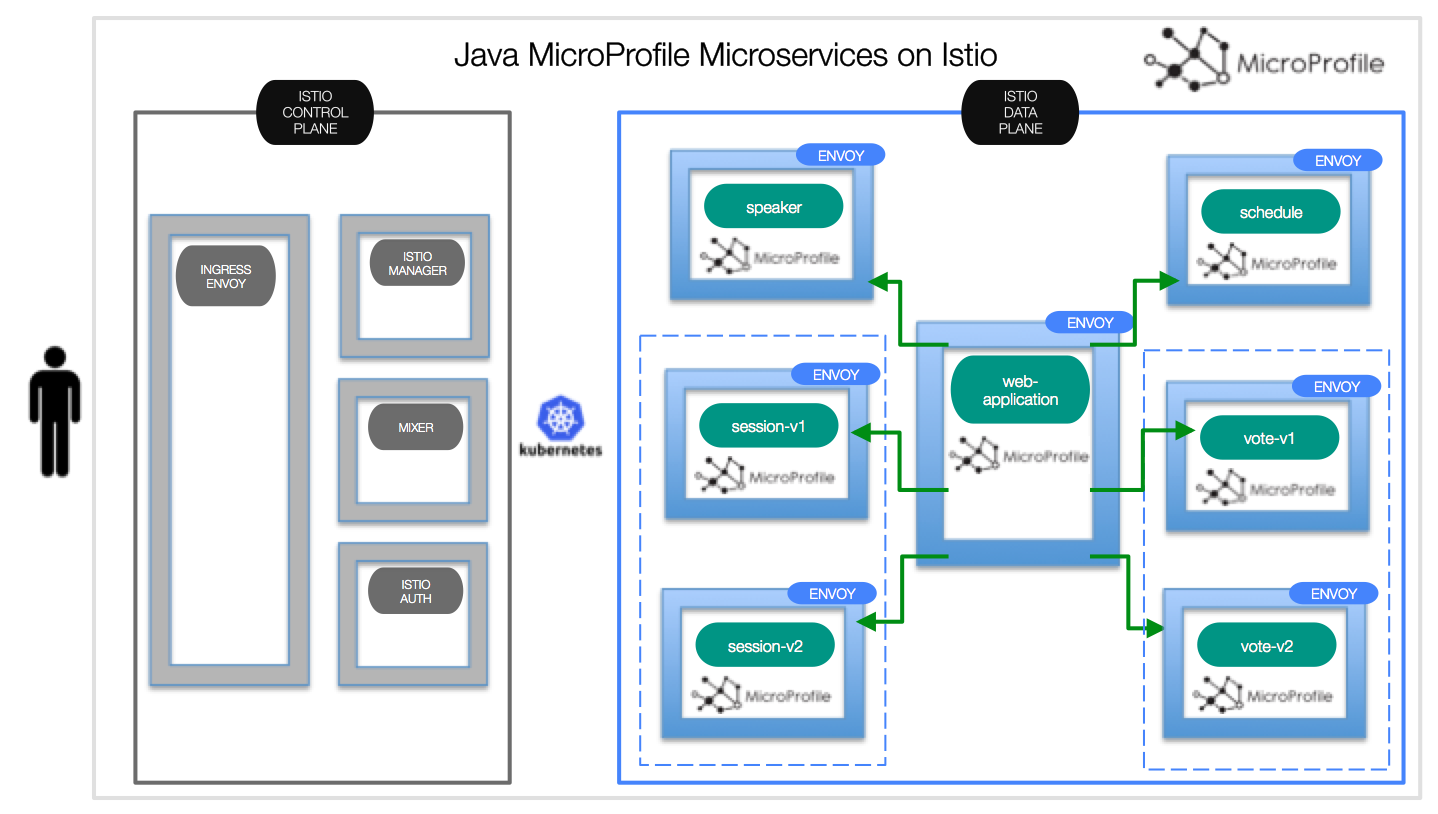 Java MicroProfile Microservices on Istio
MicroProfile
ISTIO
CONTROL
PLANE
INGRESS
ENVOY
ISTIO
MANAGER
MIXER
ISTIO
AUTH
kubernetes
ISTIO
DATA
PLANE
ENVOY
speaker
MicroProfile
ENVOY
schedule
MicroProfile
ENVOY
web-
application
MicroProfile
ENVOY
session-v1
MicroProfile
ENVOY
vote-v1
MicroProfile
ENVOY
session-v2
MicroProfile
ENVOY
vote-v2
MicroProfile